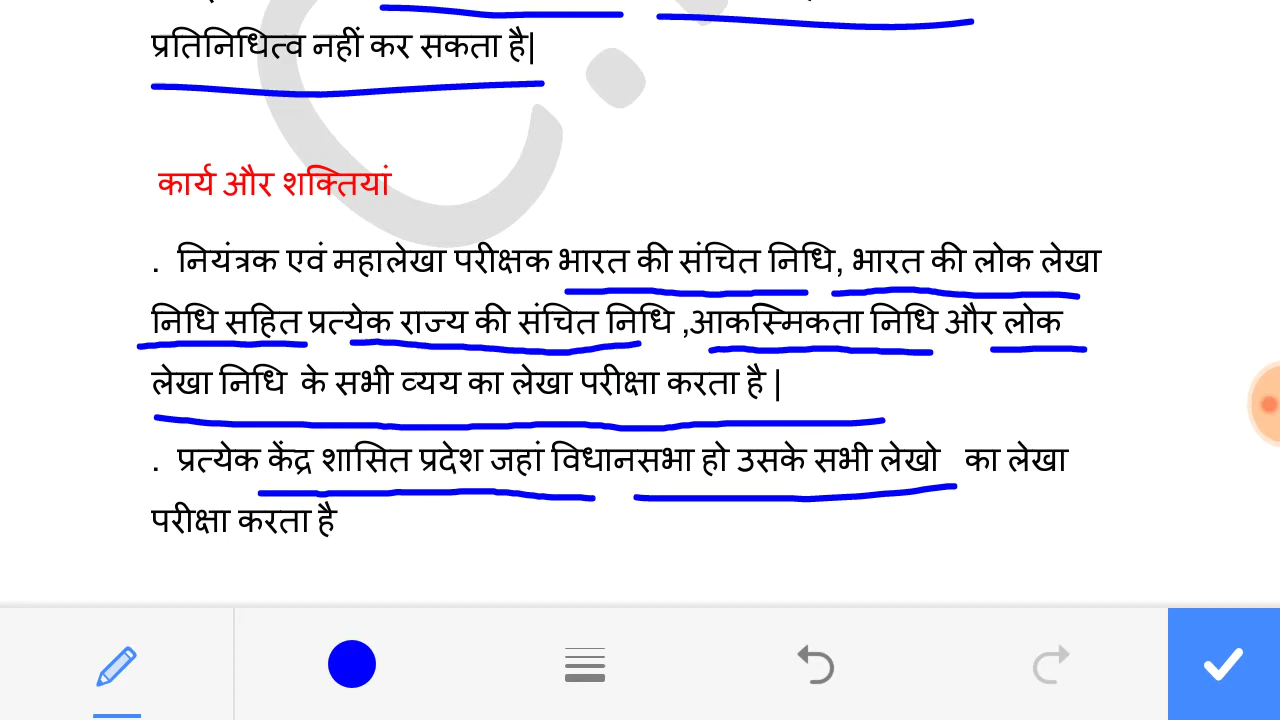 प्रतिनिधित्व नहीं कर सकता है|
कार्य और शक्तियां
. नियंत्रक एवं महालेखा परीक्षक भारत की संचित निधि, भारत की लोक लेखा
निधि सहित प्रत्येक राज्य की संचित निधि ,आकस्मिकता निधि और लोक
लेखा निधि के सभी व्यय का लेखा परीक्षा करता है |
. प्रत्येक केंद्र शासित प्रदेश जहां विधानसभा हो उसके सभी लेखो का लेखा
परीक्षा करता है